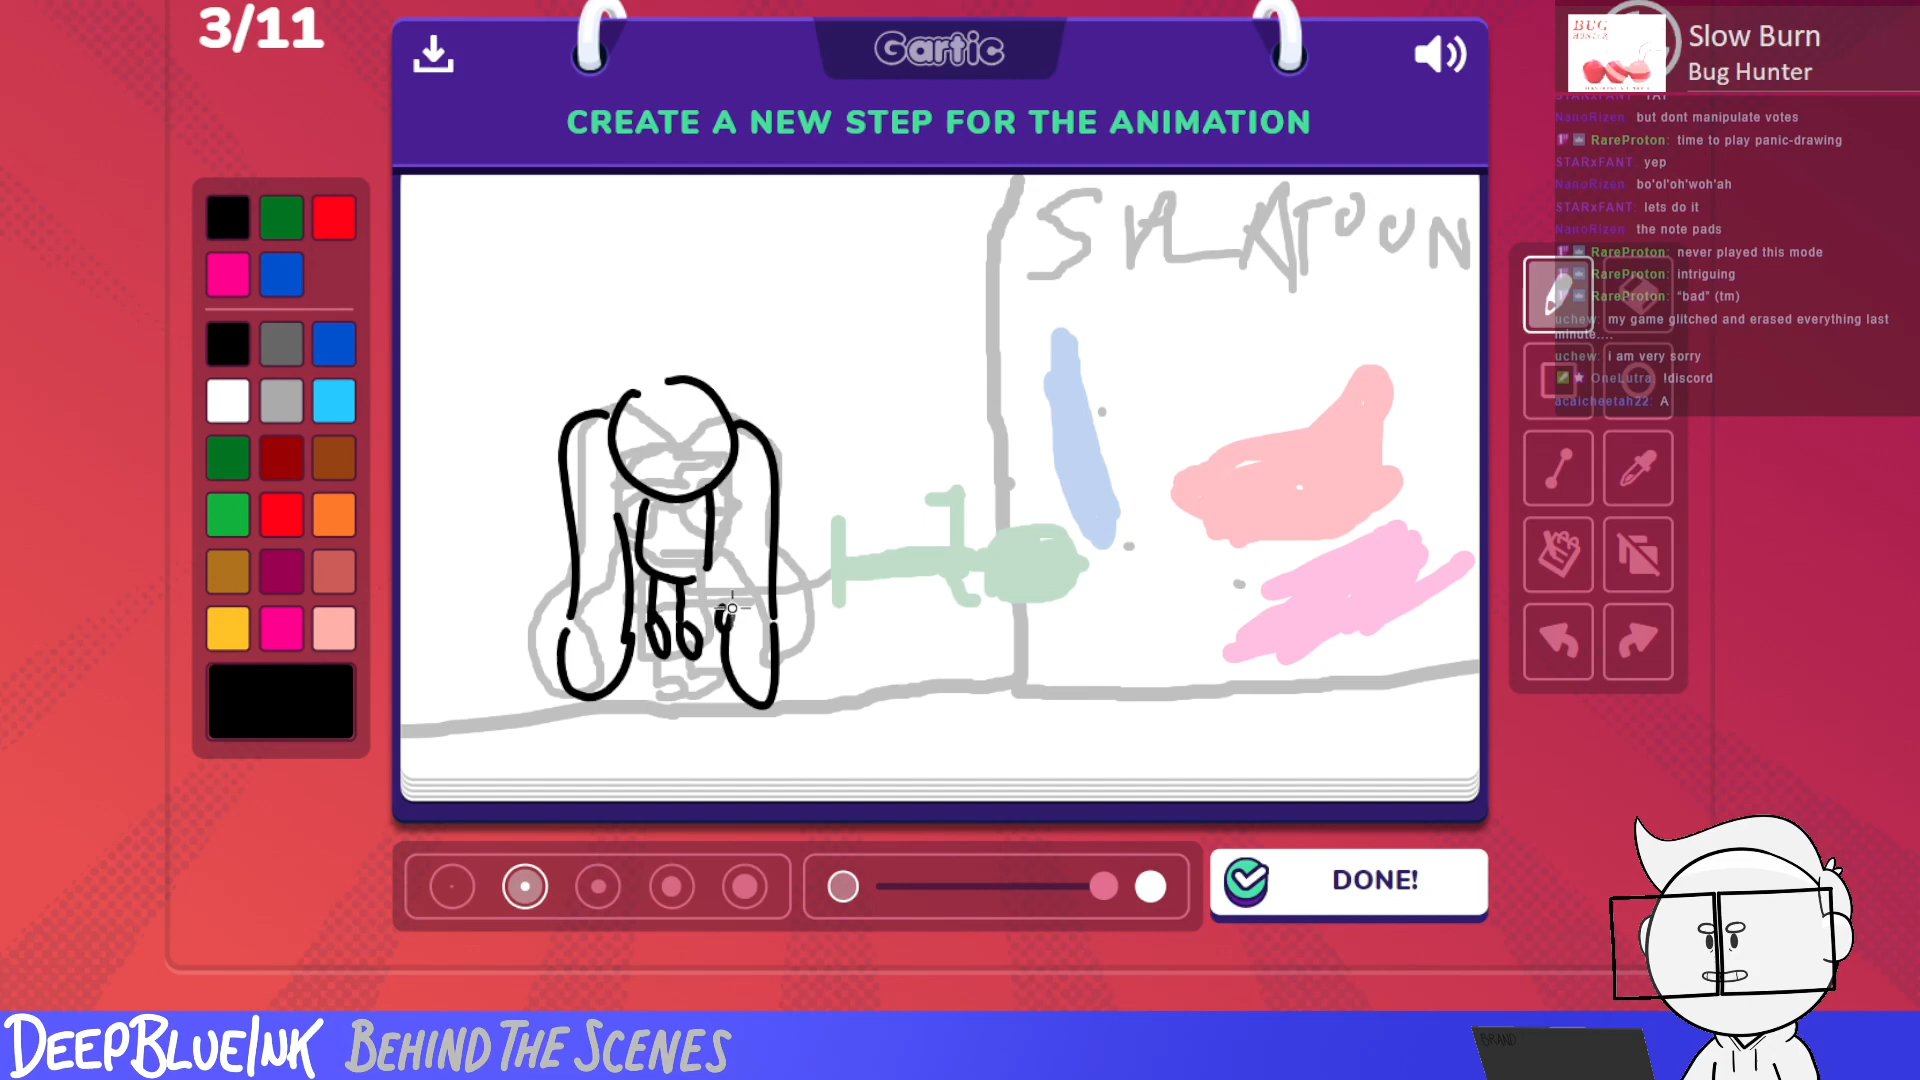 3/11
Gartic
CREATE A NEW STEP FOR THE ANIMATION
SPLATOON
BUG
HUNTER
Slow Burn
Bug Hunter
NanoRizen: but dont manipulate votes
RareProton: time to play panic-drawing
STARxFANT: yep
NanoRizen: bo'ol'oh'woh'ah
STARxFANT: lets do it
NanoRizen: the note pads
RareProton: never played this mode
RareProton: intriguing
RareProton: "bad" (tm)
uchew: my game glitched and erased everything last
minute....
uchew: i am very sorry
OneLutra: !discord
acaicheetah22: A
DONE!
DEEPBLUEINK BEHIND THE SCENES
BRAND